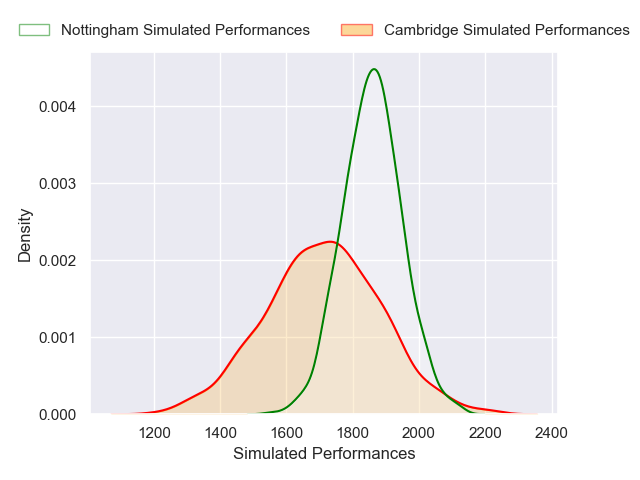 Nottingham Simulated Performances Cambridge Simulated Performances
0.004
0.003
0.002
0.001
0.000
Density
1200 1400 1600 1800 2000 2200 2400
Simulated Performances